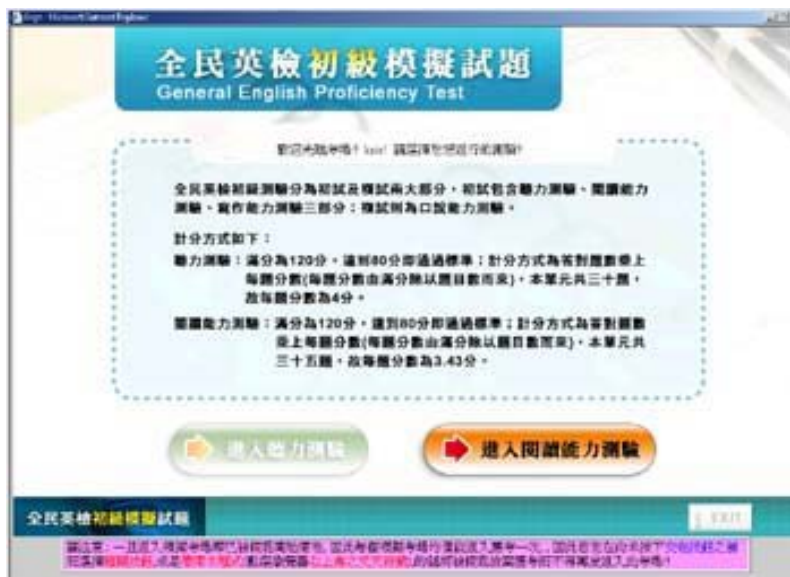 全民英檢初級模擬試題
General English Proficiency Test
全民英檢初級測驗分為初試及複試兩大部分，初試包含聽力測驗、閱讀能力
測驗、寫作能力測驗三部分；複試則為口說能力測驗。
計分方式如下：
聽力測驗：滿分為120分，達到80分即通過標準；計分方式為答對題數乘上
每題分數(每題分數由滿分除以題目數而來)，本單元共三十題，
故每題分數為4分。
閱讀能力測驗：滿分為120分，達到80分即通過標準；計分方式為答對題數
乘上每題分數(每題分數由滿分除以題目數而來)，本單元共
三十五題，故每題分數為3.43分。
進入聽力測驗
進入閱讀能力測驗
全民英檢初級模擬試題
EXIT